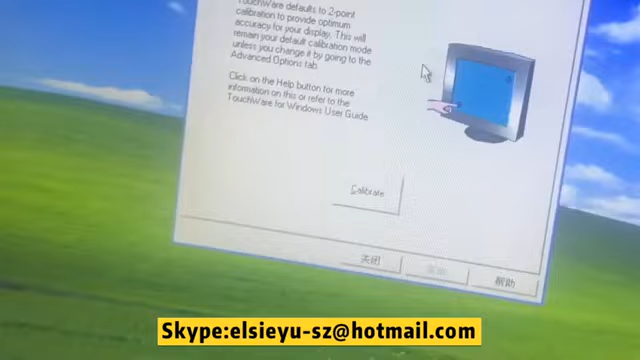 TouchWare defaults to 2-point
calibration to provide optimum
accuracy for your display. This will
remain your default calibration mode
unless you change it by going to the
Advanced Options tab.
Click on the Help button for more
information on this or refer to the
TouchWare for Windows User Guide
Calibrate
关闭
帮助
Skype:elsieyu-sz@hotmail.com